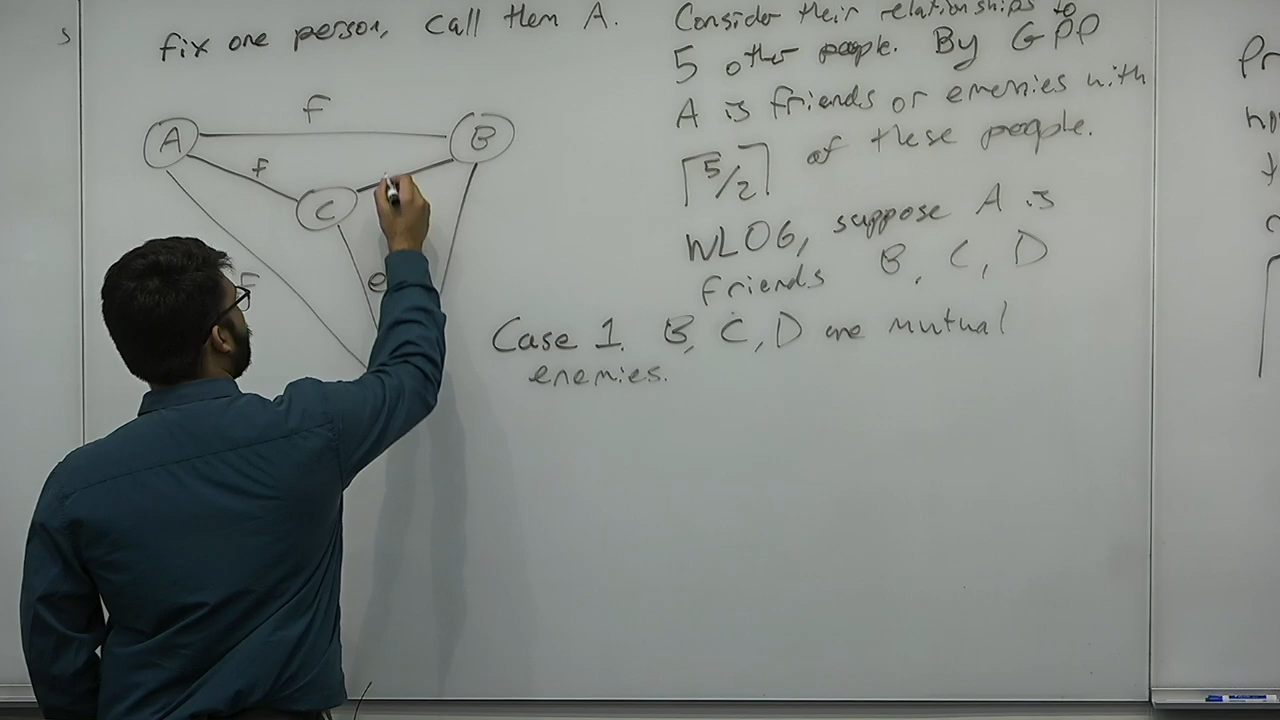 fix one person, call them A.
Consider their relationships to
5 other people. By GPP
A is friends or enemies with
⌈5/2⌉ of these people.
WLOG, suppose A is
friends B, C, D
Case 1. B, C, D are mutual
enemies.
A
f
B
f
C
F
e